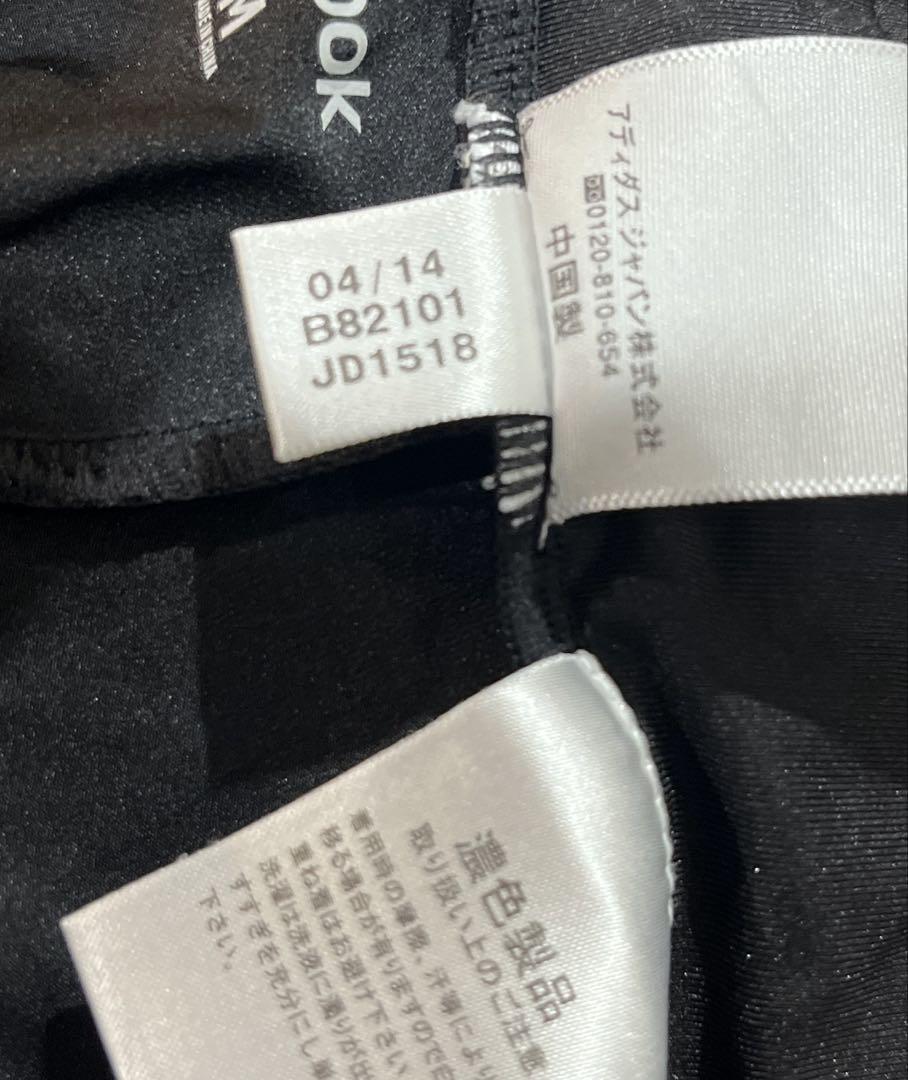 ook
M
04/14
B82101
JD1518
アディダス ジャパン株式会社
0120-810-654
中国製
濃色製品
取り扱い上のご注意
着用時の摩擦、汗等により
移る場合が有りますので白
重ね着はお避け下さい
洗濯は洗液に濁りが出
すすぎを充分にし
下さい。